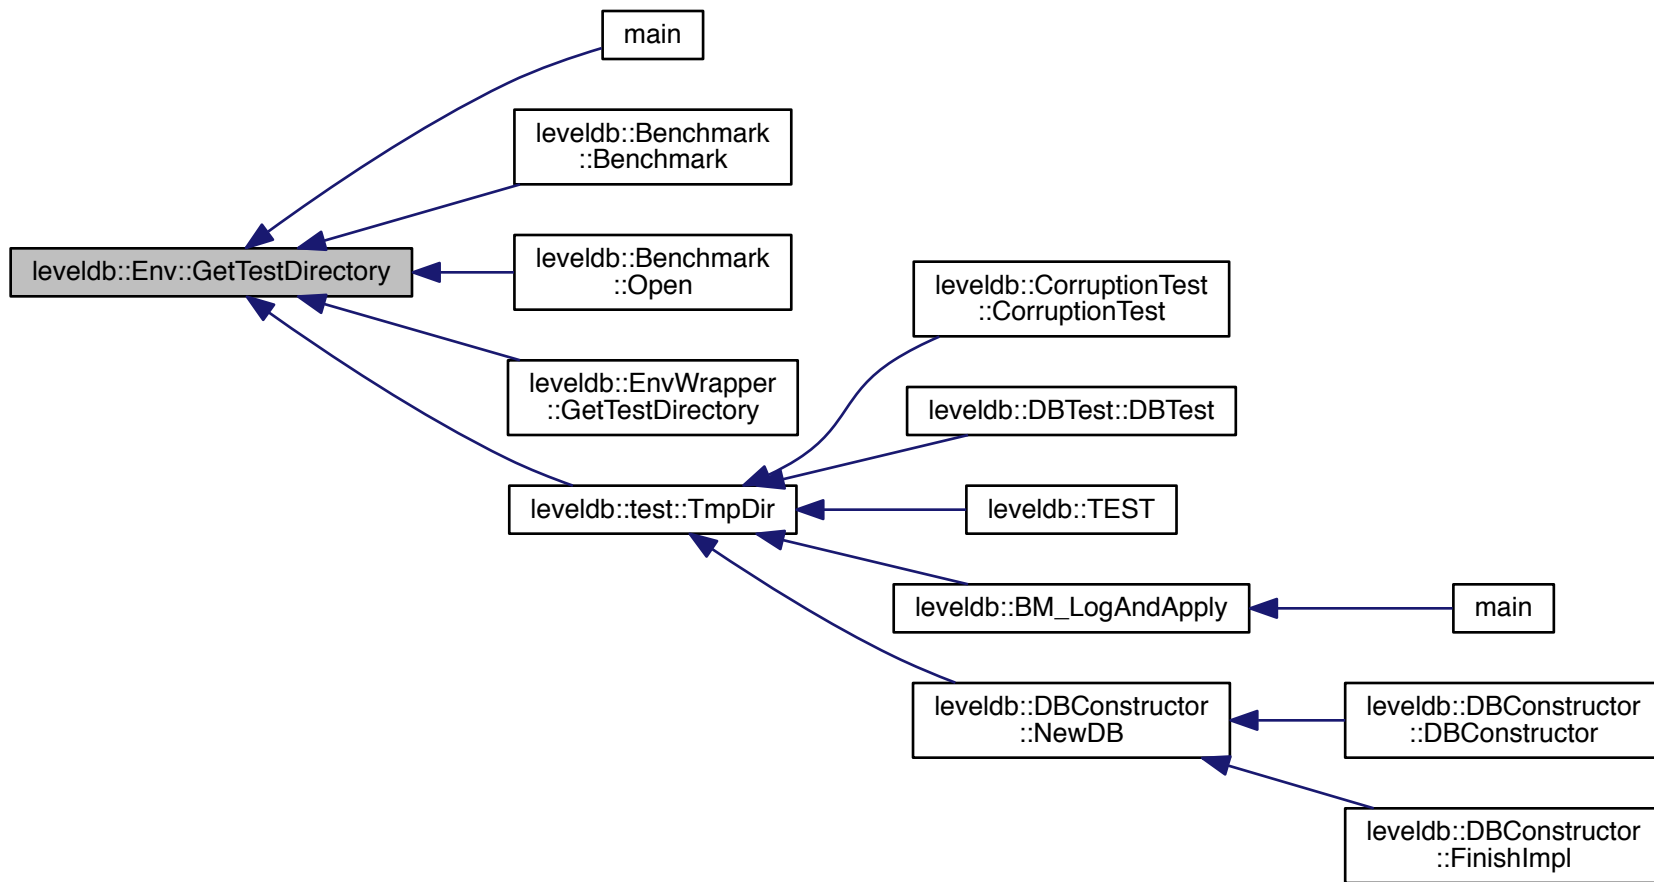 main
leveldb::Benchmark
::Benchmark
leveldb::Env::GetTestDirectory
leveldb::Benchmark
::Open
leveldb::EnvWrapper
::GetTestDirectory
leveldb::test::TmpDir
leveldb::CorruptionTest
::CorruptionTest
leveldb::DBTest::DBTest
leveldb::TEST
leveldb::BM_LogAndApply
main
leveldb::DBConstructor
::NewDB
leveldb::DBConstructor
::DBConstructor
leveldb::DBConstructor
::FinishImpl